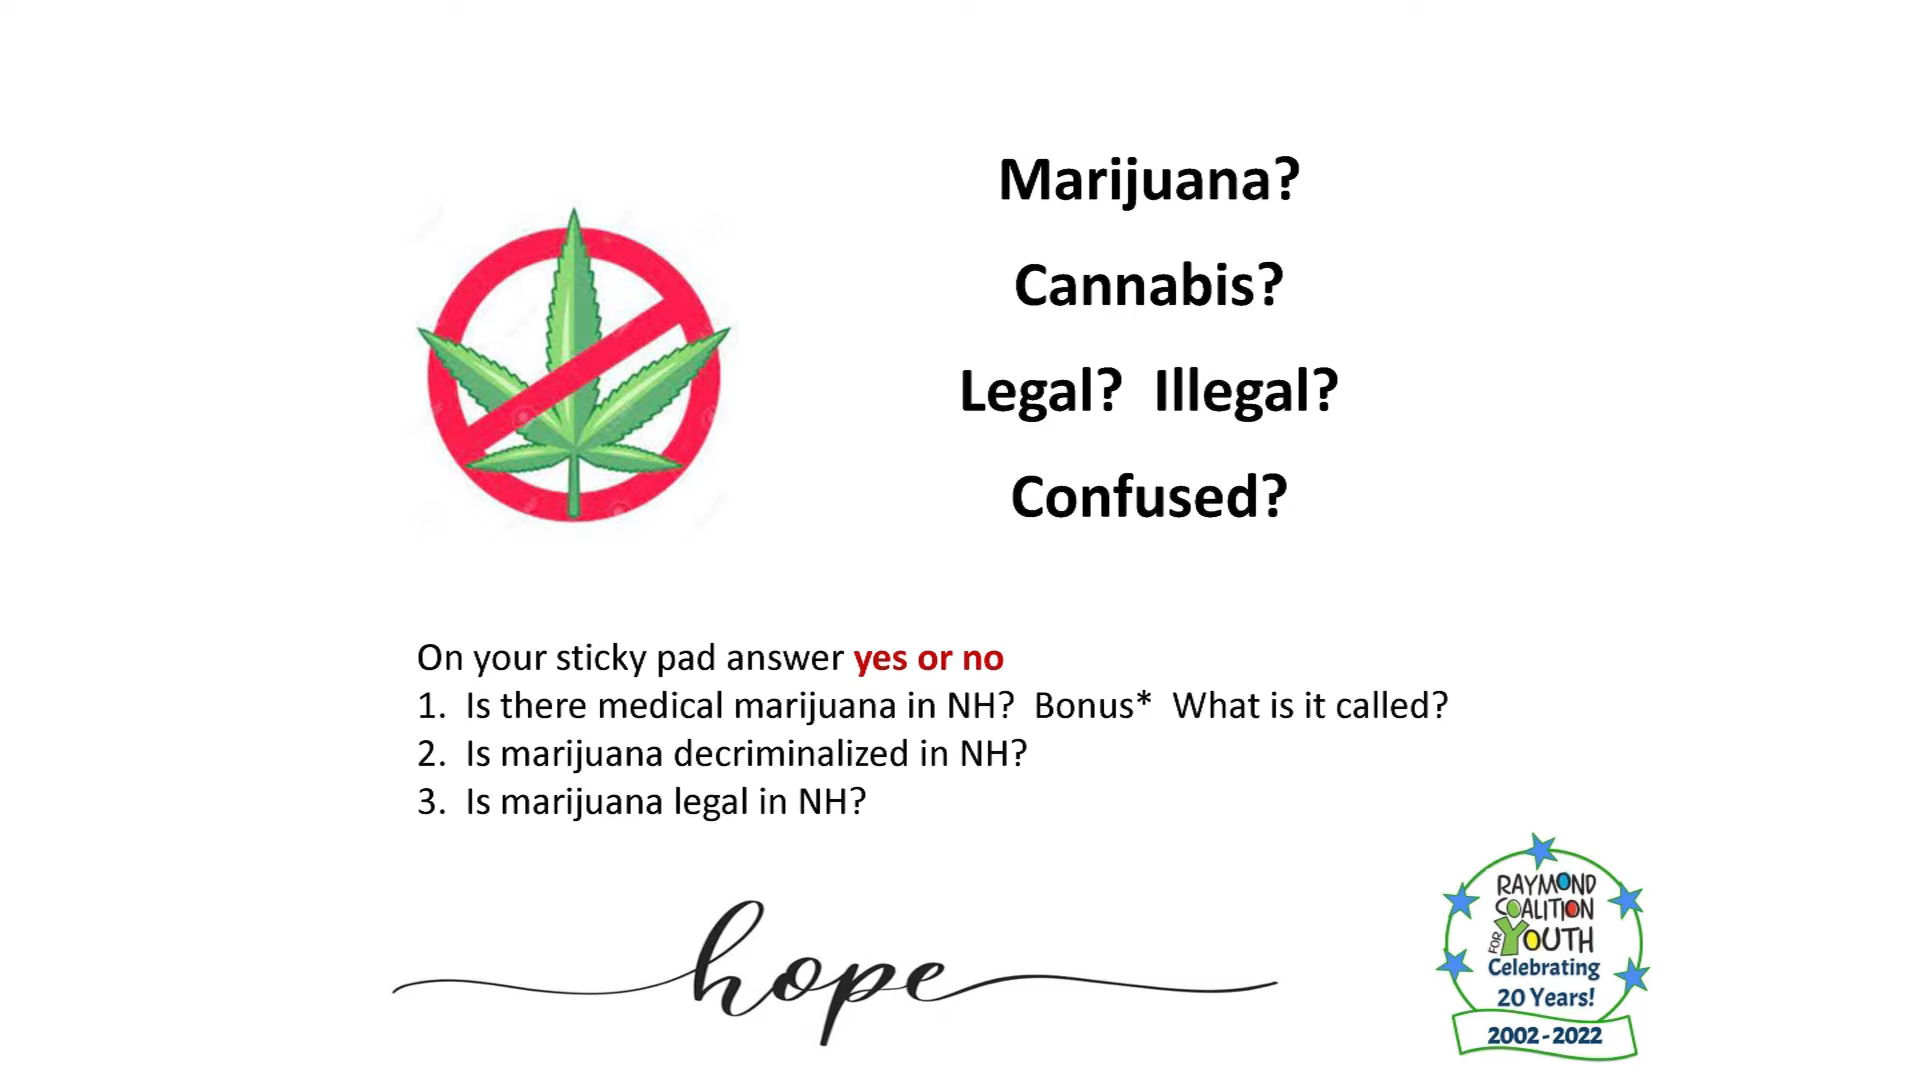 Marijuana?
Cannabis?
Legal? Illegal?
Confused?
On your sticky pad answer yes or no
1. Is there medical marijuana in NH? Bonus* What is it called?
2. Is marijuana decriminalized in NH?
3. Is marijuana legal in NH?
hope
RAYMOND
COALITION
FOR YOUTH
Celebrating
20 Years!
2002-2022